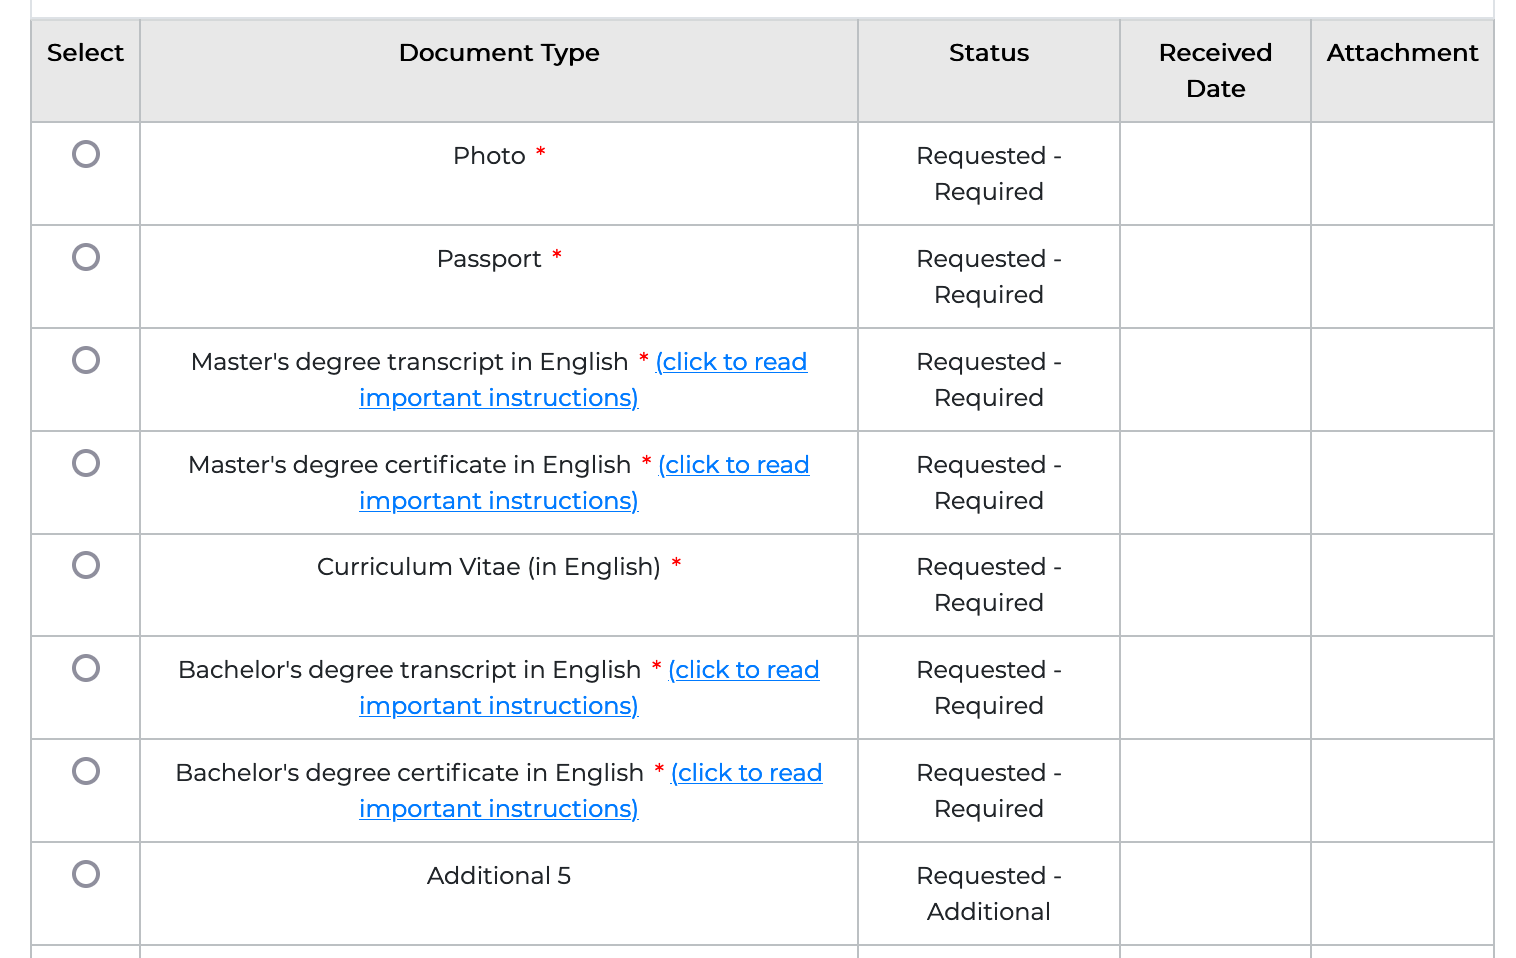 Select Document Type Status Received Attachment
Date
Photo * Requested -
Required
Passport * Requested -
Required
Master's degree transcript in English * (click to read Requested -
important instructions) Required
Master's degree certificate in English * (click to read Requested -
important instructions) Required
Curriculum Vitae (in English) * Requested -
Required
Bachelor's degree transcript in English * (click to read Requested -
important instructions) Required
Bachelor's degree certificate in English * (click to read Requested -
important instructions) Required
Additional 5 Requested -
Additional